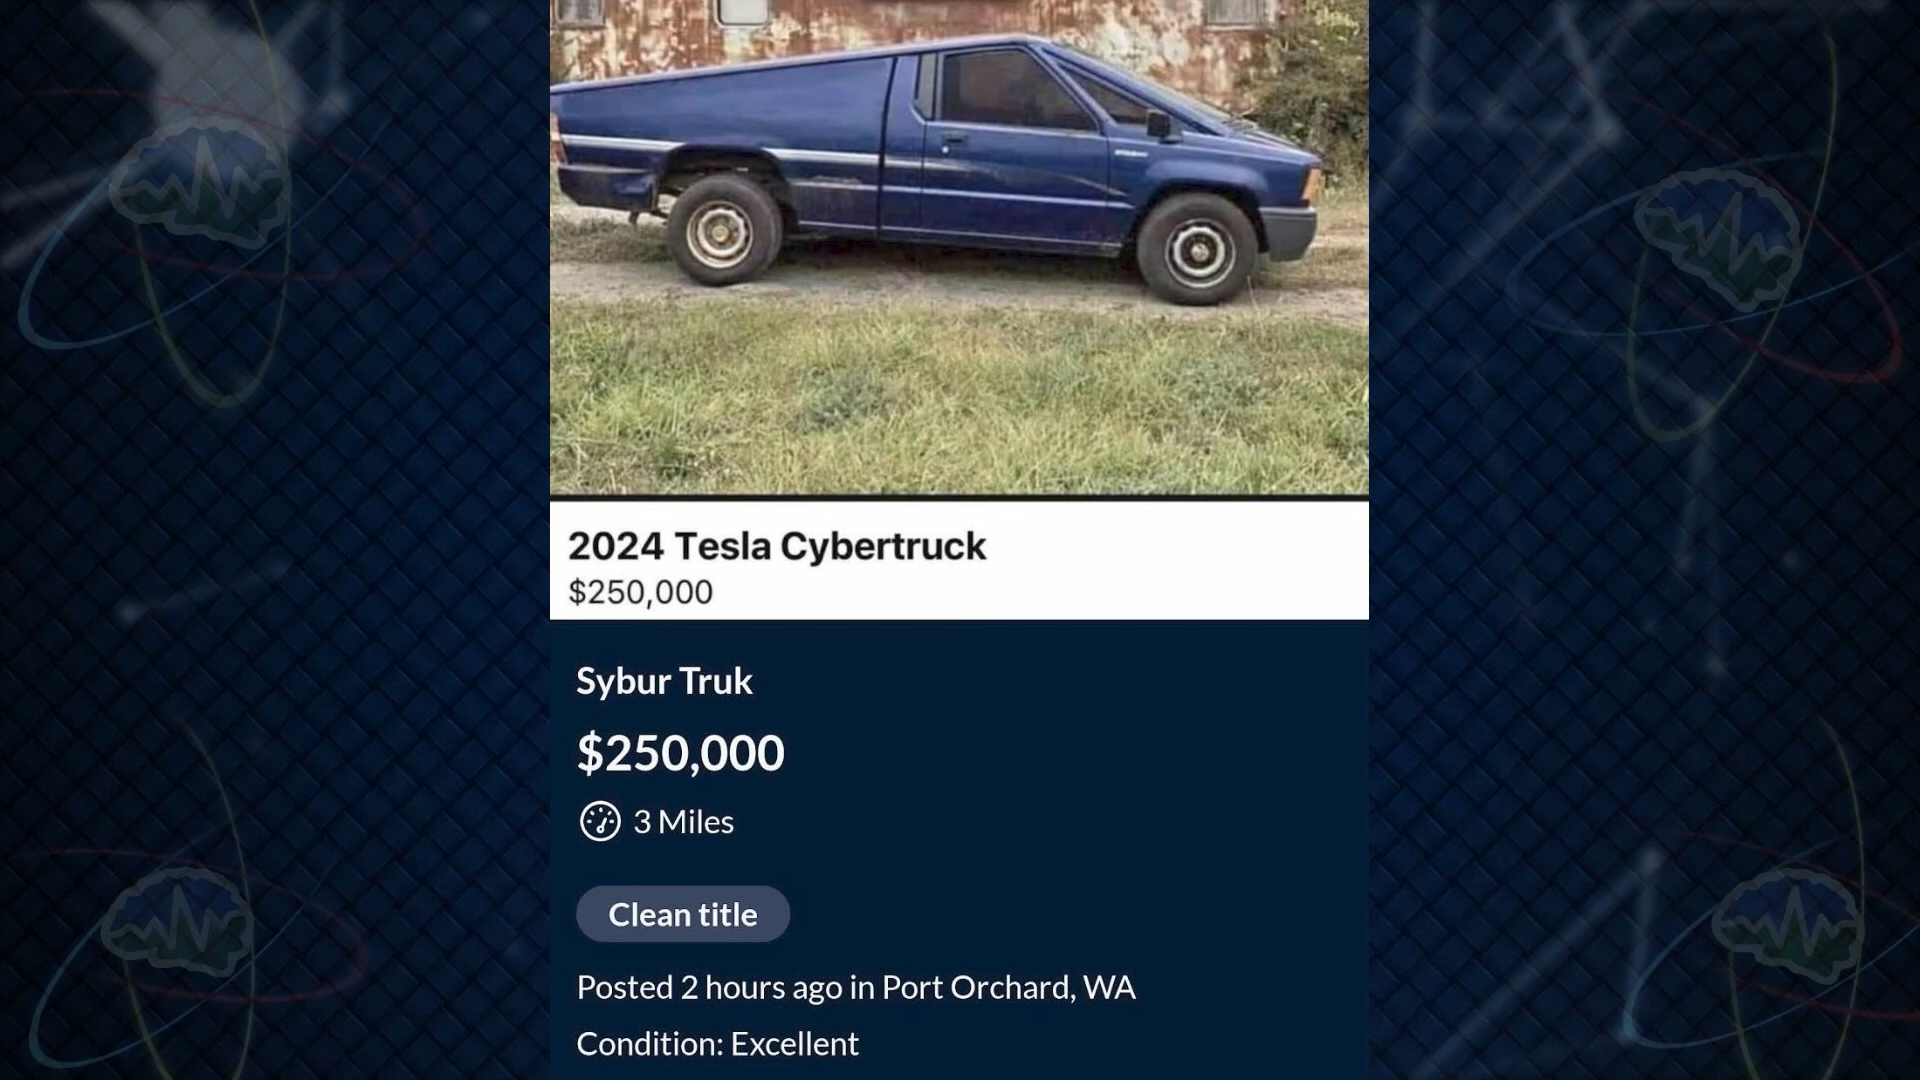 2024 Tesla Cybertruck
$250,000
Sybur Truk
$250,000
3 Miles
Clean title
Posted 2 hours ago in Port Orchard, WA
Condition: Excellent